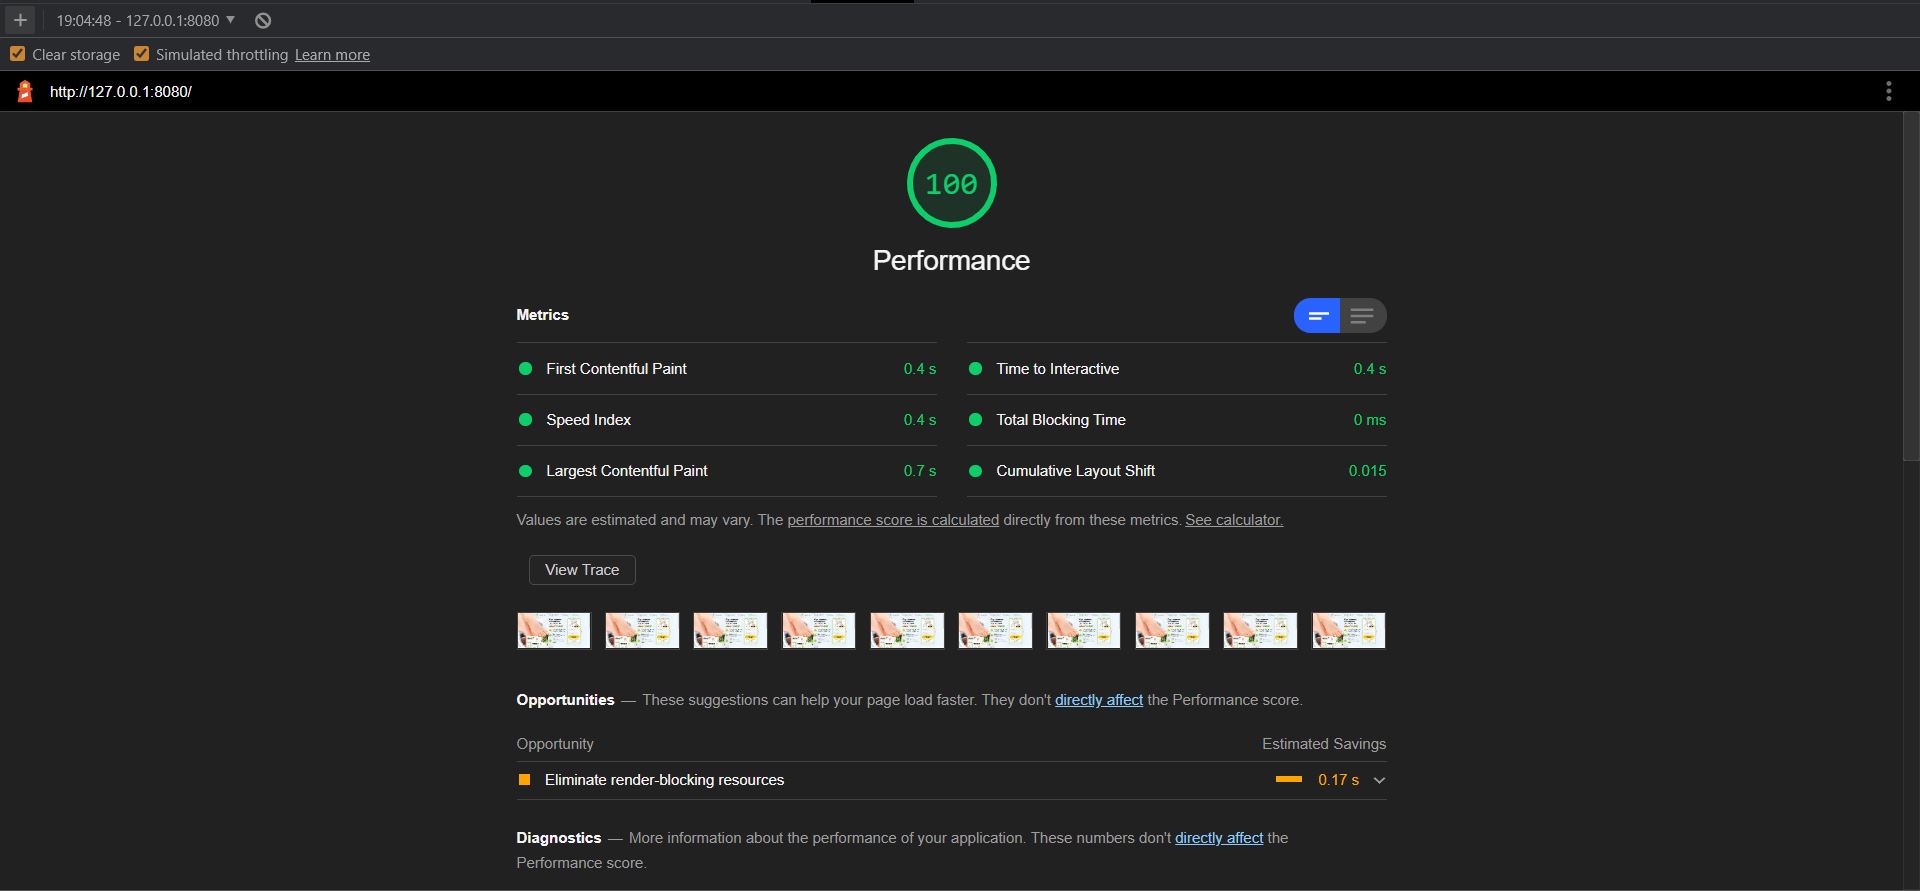 19:04:48 - 127.0.0.1:8080
Clear storage Simulated throttling Learn more
http://127.0.0.1:8080/
100
Performance
Metrics
First Contentful Paint 0.4 s
Time to Interactive 0.4 s
Speed Index 0.4 s
Total Blocking Time 0 ms
Largest Contentful Paint 0.7 s
Cumulative Layout Shift 0.015
Values are estimated and may vary. The performance score is calculated directly from these metrics. See calculator.
View Trace
Opportunities — These suggestions can help your page load faster. They don't directly affect the Performance score.
Opportunity Estimated Savings
Eliminate render-blocking resources 0.17 s
Diagnostics — More information about the performance of your application. These numbers don't directly affect the
Performance score.